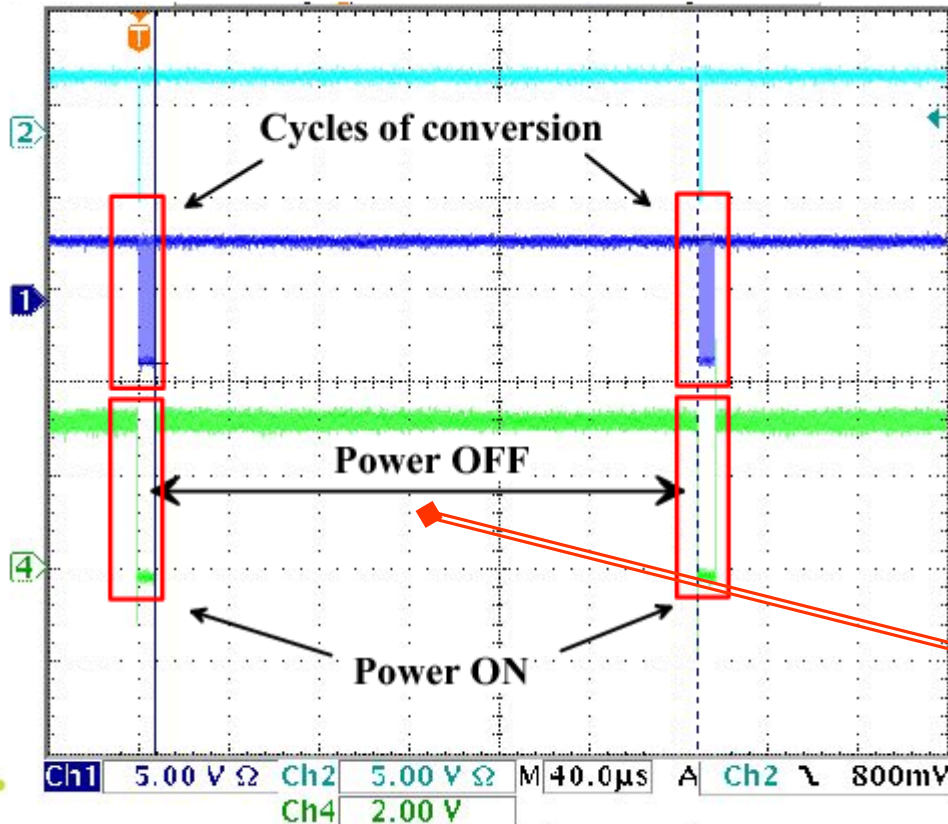 T
2
Cycles of conversion
1
Power OFF
4
Power ON
Ch1 5.00 V Ω Ch2 5.00 V Ω M 40.0µs A Ch2 800mV
Ch4 2.00 V